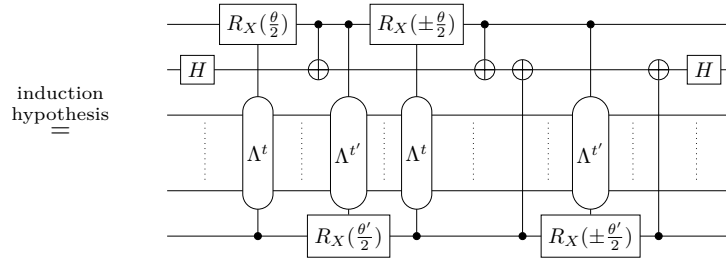 R_X(θ/2) R_X(±θ/2)
H H
induction
hypothesis
=
Λ^t Λ^{t'} Λ^t Λ^{t'}
R_X(θ'/2) R_X(±θ'/2)